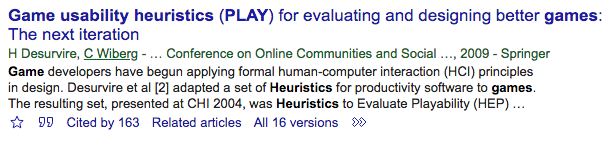 Game usability heuristics (PLAY) for evaluating and designing better games:
The next iteration
H Desurvire, C Wiberg - … Conference on Online Communities and Social …, 2009 - Springer
Game developers have begun applying formal human-computer interaction (HCI) principles
in design. Desurvire et al [2] adapted a set of Heuristics for productivity software to games.
The resulting set, presented at CHI 2004, was Heuristics to Evaluate Playability (HEP) …
Cited by 163 Related articles All 16 versions